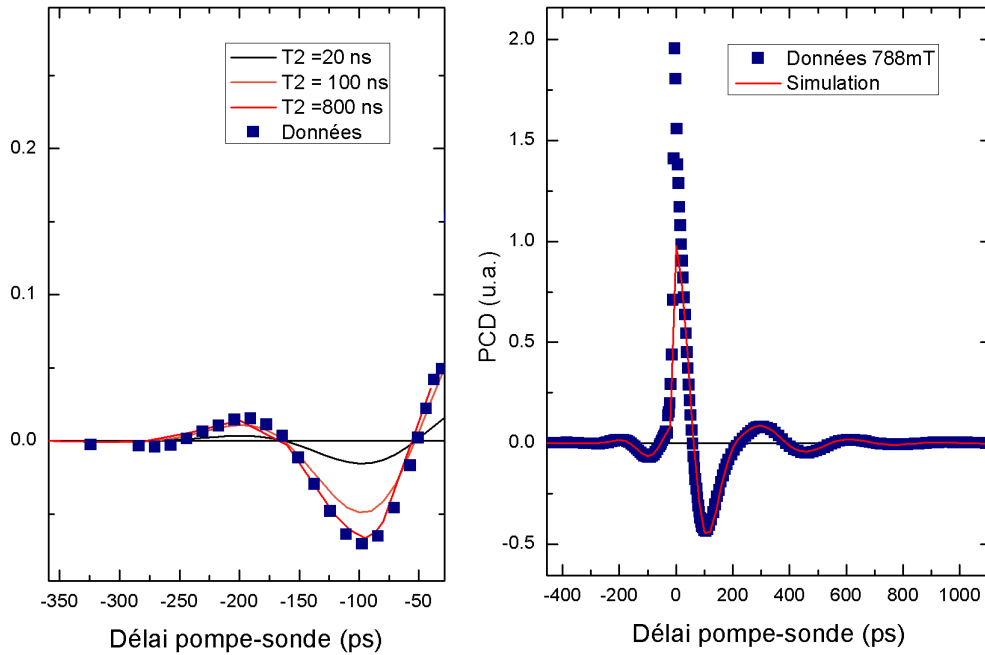 T2 =20 ns
T2 = 100 ns
T2 =800 ns
Données
0.2
0.1
0.0
-350 -300 -250 -200 -150 -100 -50
Délai pompe-sonde (ps)
Données 788mT
Simulation
2.0
1.5
1.0
0.5
0.0
-0.5
PCD (u.a.)
-400 -200 0 200 400 600 800 1000
Délai pompe-sonde (ps)